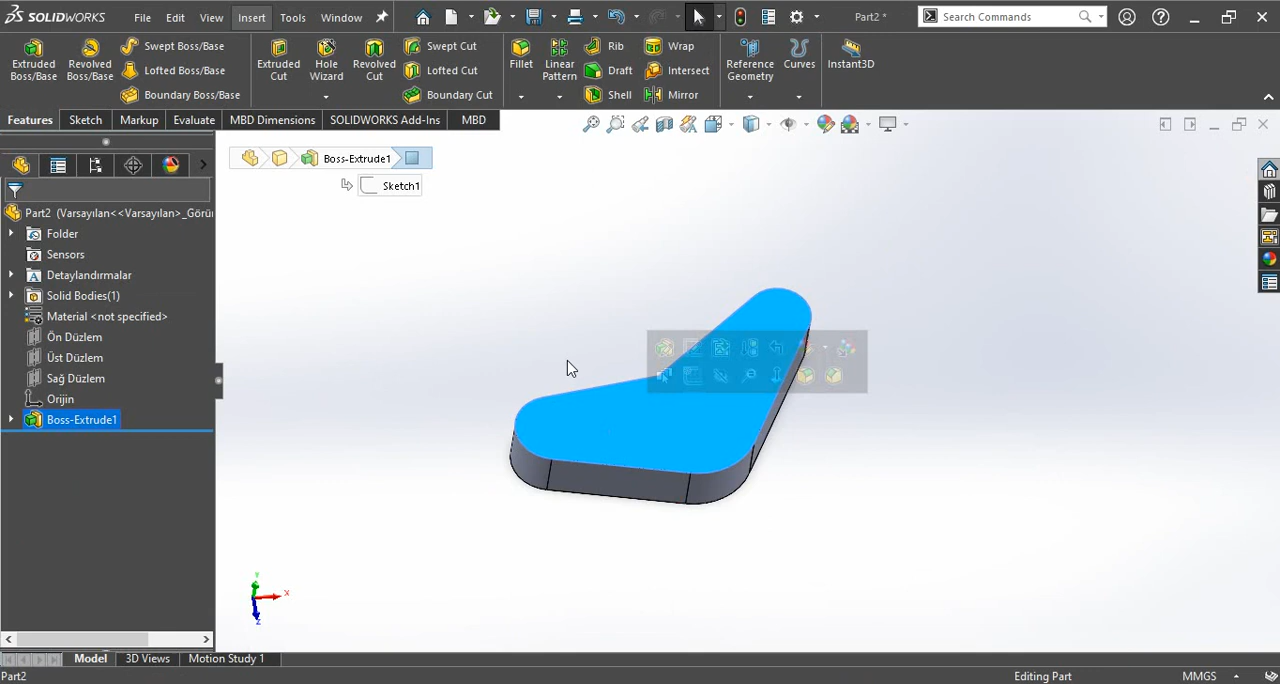 SOLIDWORKS File Edit View Insert Tools Window Part2 * Search Commands
Extruded Boss/Base
Revolved Boss/Base
Swept Boss/Base
Lofted Boss/Base
Boundary Boss/Base
Extruded Cut
Hole Wizard
Revolved Cut
Swept Cut
Lofted Cut
Boundary Cut
Fillet
Linear Pattern
Rib
Draft
Shell
Wrap
Intersect
Mirror
Reference Geometry
Curves
Instant3D
Features Sketch Markup Evaluate MBD Dimensions SOLIDWORKS Add-Ins MBD
Boss-Extrude1
Sketch1
Part2 (Varsayılan<<Varsayılan>_Görü
Folder
Sensors
Detaylandırmalar
Solid Bodies(1)
Material <not specified>
Ön Düzlem
Üst Düzlem
Sağ Düzlem
Orijin
Boss-Extrude1
Y
X
Z
Model 3D Views Motion Study 1
Part2 Editing Part MMGS